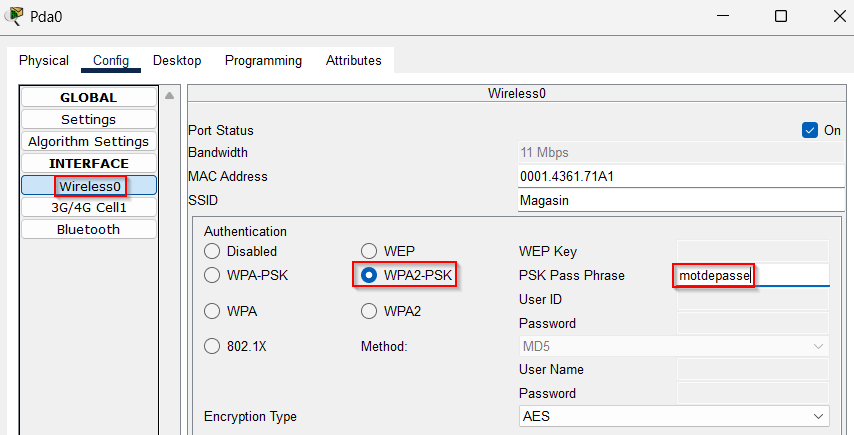 Pda0
Physical Config Desktop Programming Attributes
GLOBAL
Settings
Algorithm Settings
INTERFACE
Wireless0
3G/4G Cell1
Bluetooth
Wireless0
Port Status On
Bandwidth 11 Mbps
MAC Address 0001.4361.71A1
SSID Magasin
Authentication
Disabled WEP WEP Key
WPA-PSK WPA2-PSK PSK Pass Phrase motdepasse
User ID
WPA WPA2
Password
802.1X Method: MD5
User Name
Password
Encryption Type AES